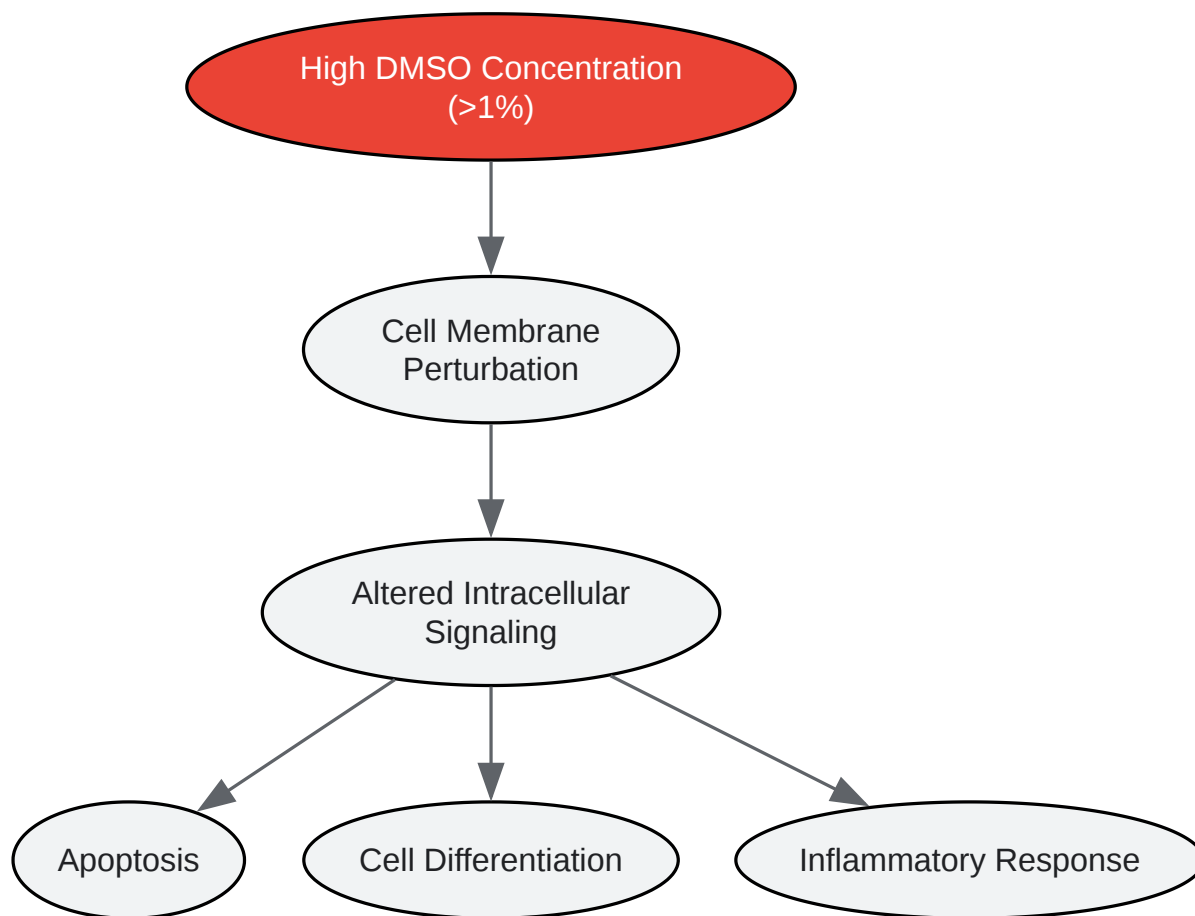 High DMSO Concentration
(>1%)
Cell Membrane
Perturbation
Altered Intracellular
Signaling
Apoptosis
Cell Differentiation
Inflammatory Response